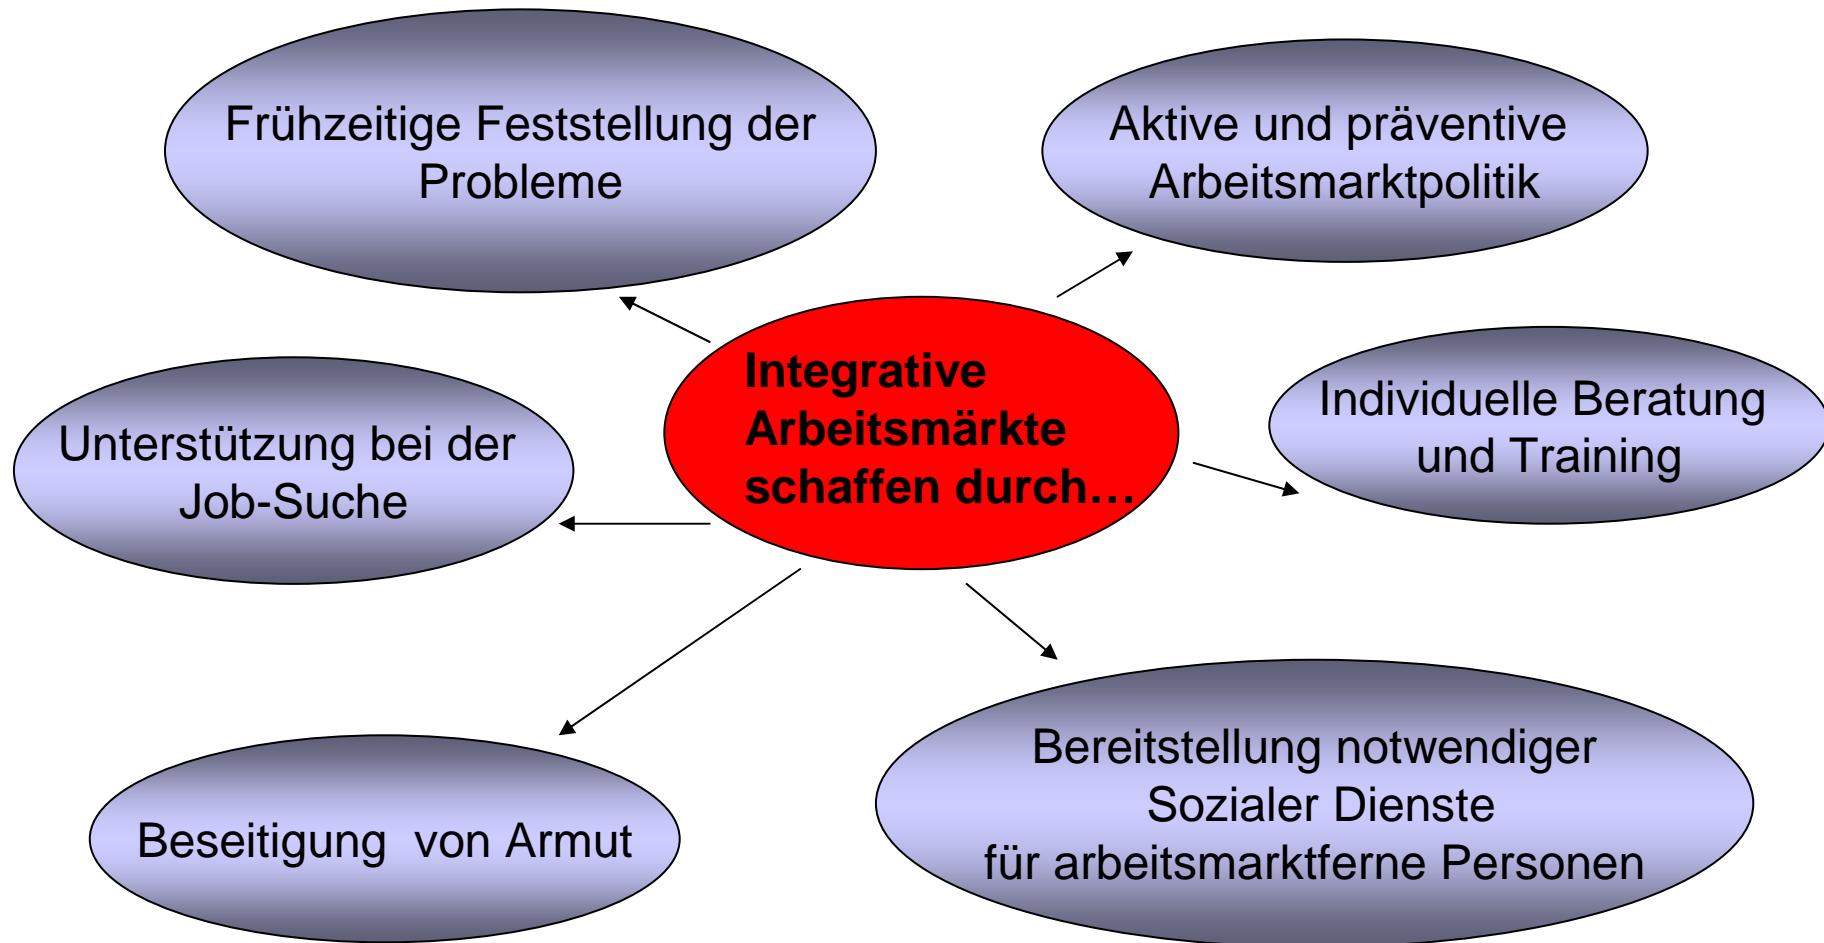 Frühzeitige Feststellung der
Probleme
Aktive und präventive
Arbeitsmarktpolitik
Integrative
Arbeitsmärkte
schaffen durch…
Individuelle Beratung
und Training
Unterstützung bei der
Job-Suche
Bereitstellung notwendiger
Sozialer Dienste
für arbeitsmarktferne Personen
Beseitigung  von Armut